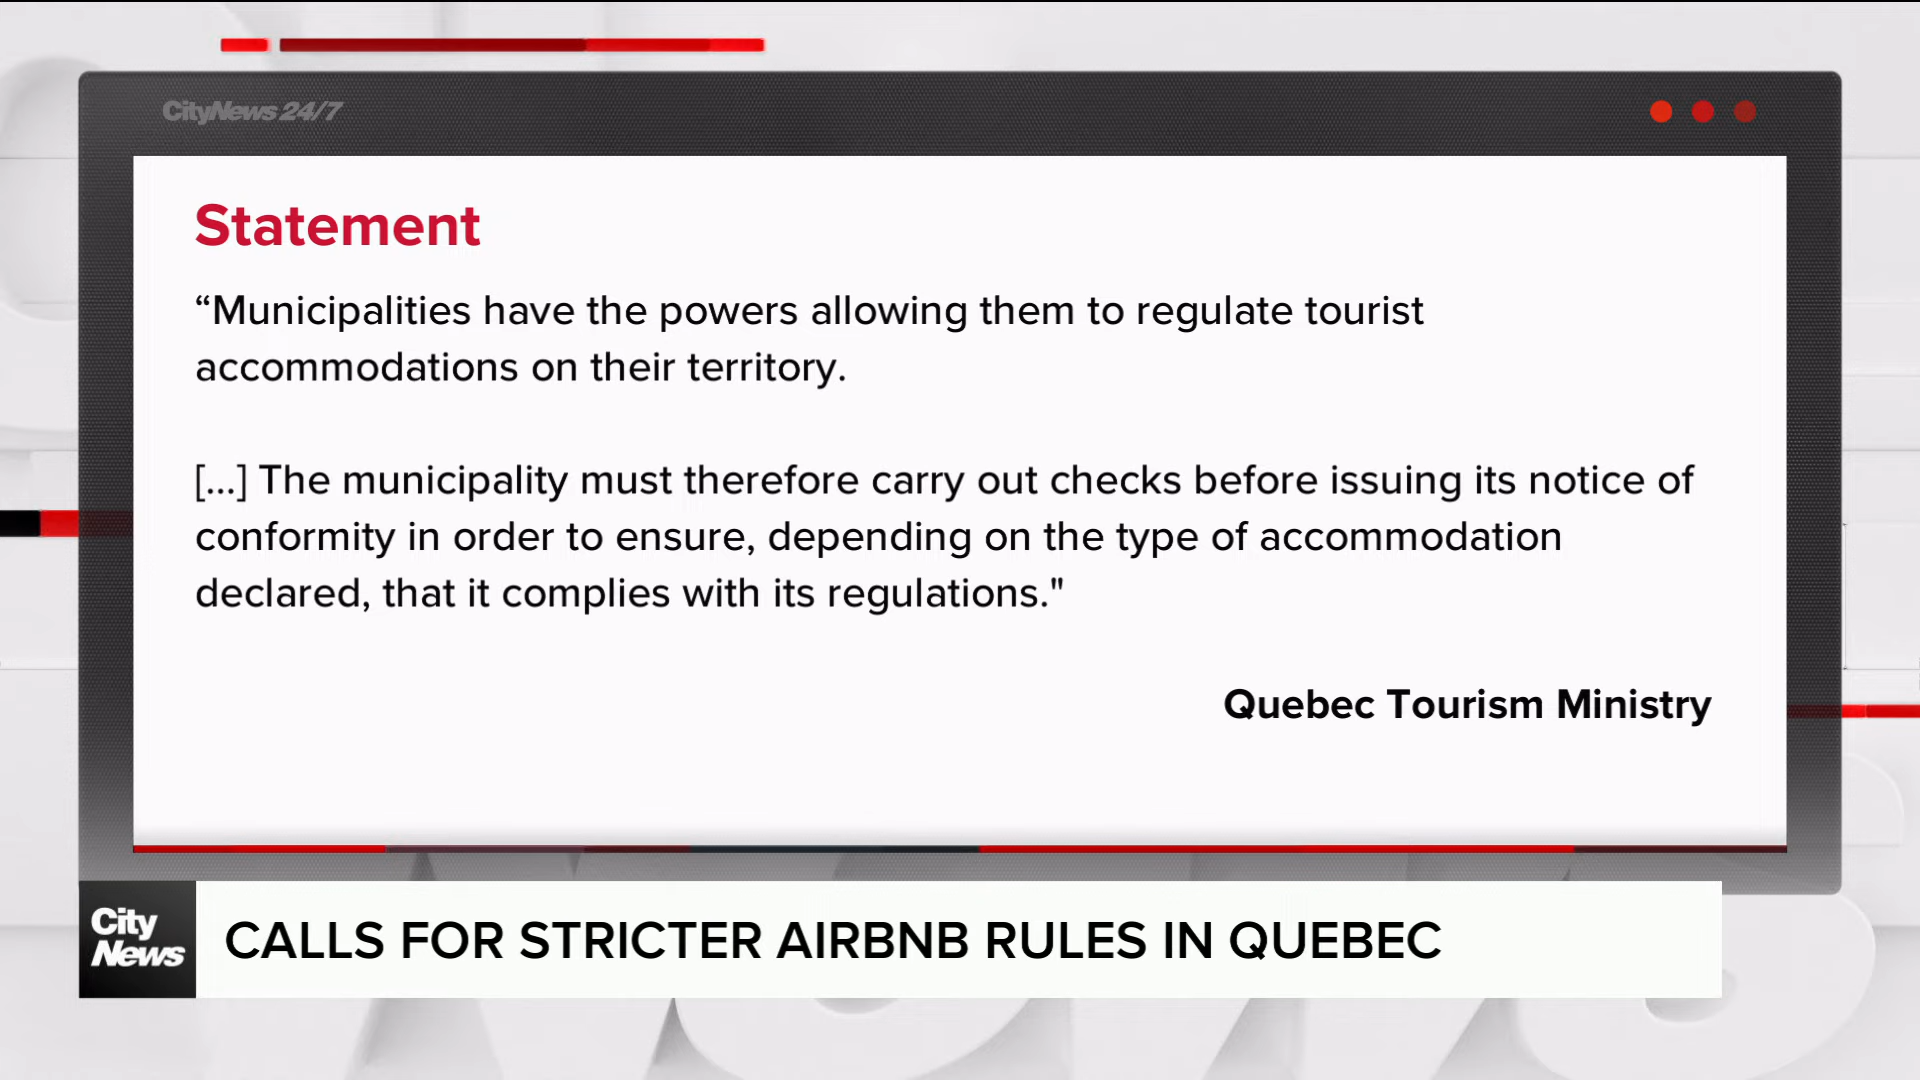 CityNews 24/7
Statement
“Municipalities have the powers allowing them to regulate tourist
accommodations on their territory.
[...] The municipality must therefore carry out checks before issuing its notice of
conformity in order to ensure, depending on the type of accommodation
declared, that it complies with its regulations."
Quebec Tourism Ministry
City
News
CALLS FOR STRICTER AIRBNB RULES IN QUEBEC